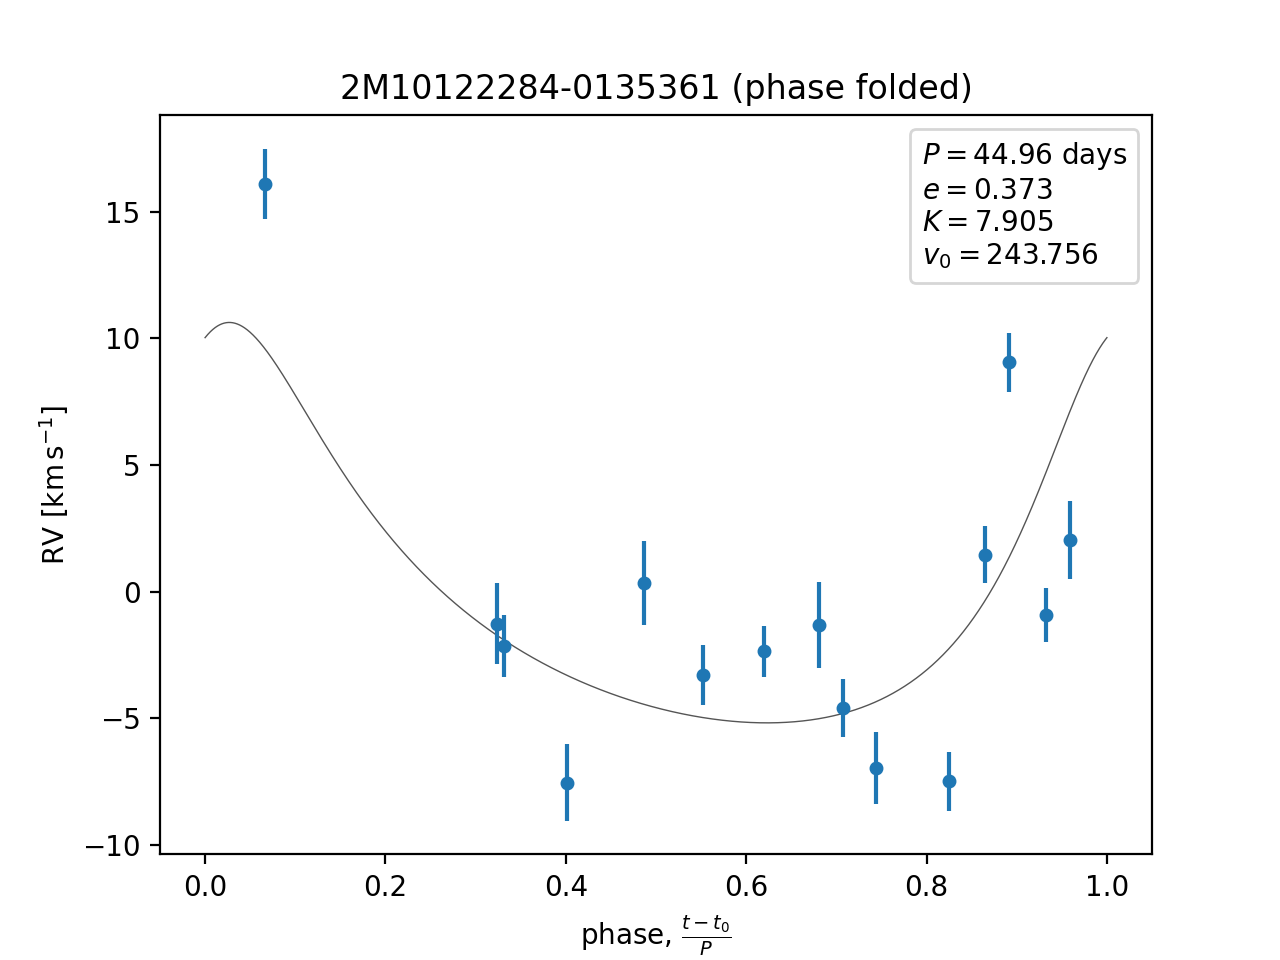 2M10122284-0135361 (phase folded)
P = 44.96 days
e = 0.373
K = 7.905
v₀ = 243.756
15
10
5
0
−5
−10
RV [km s⁻¹]
0.0 0.2 0.4 0.6 0.8 1.0
phase, (t − t₀)/P